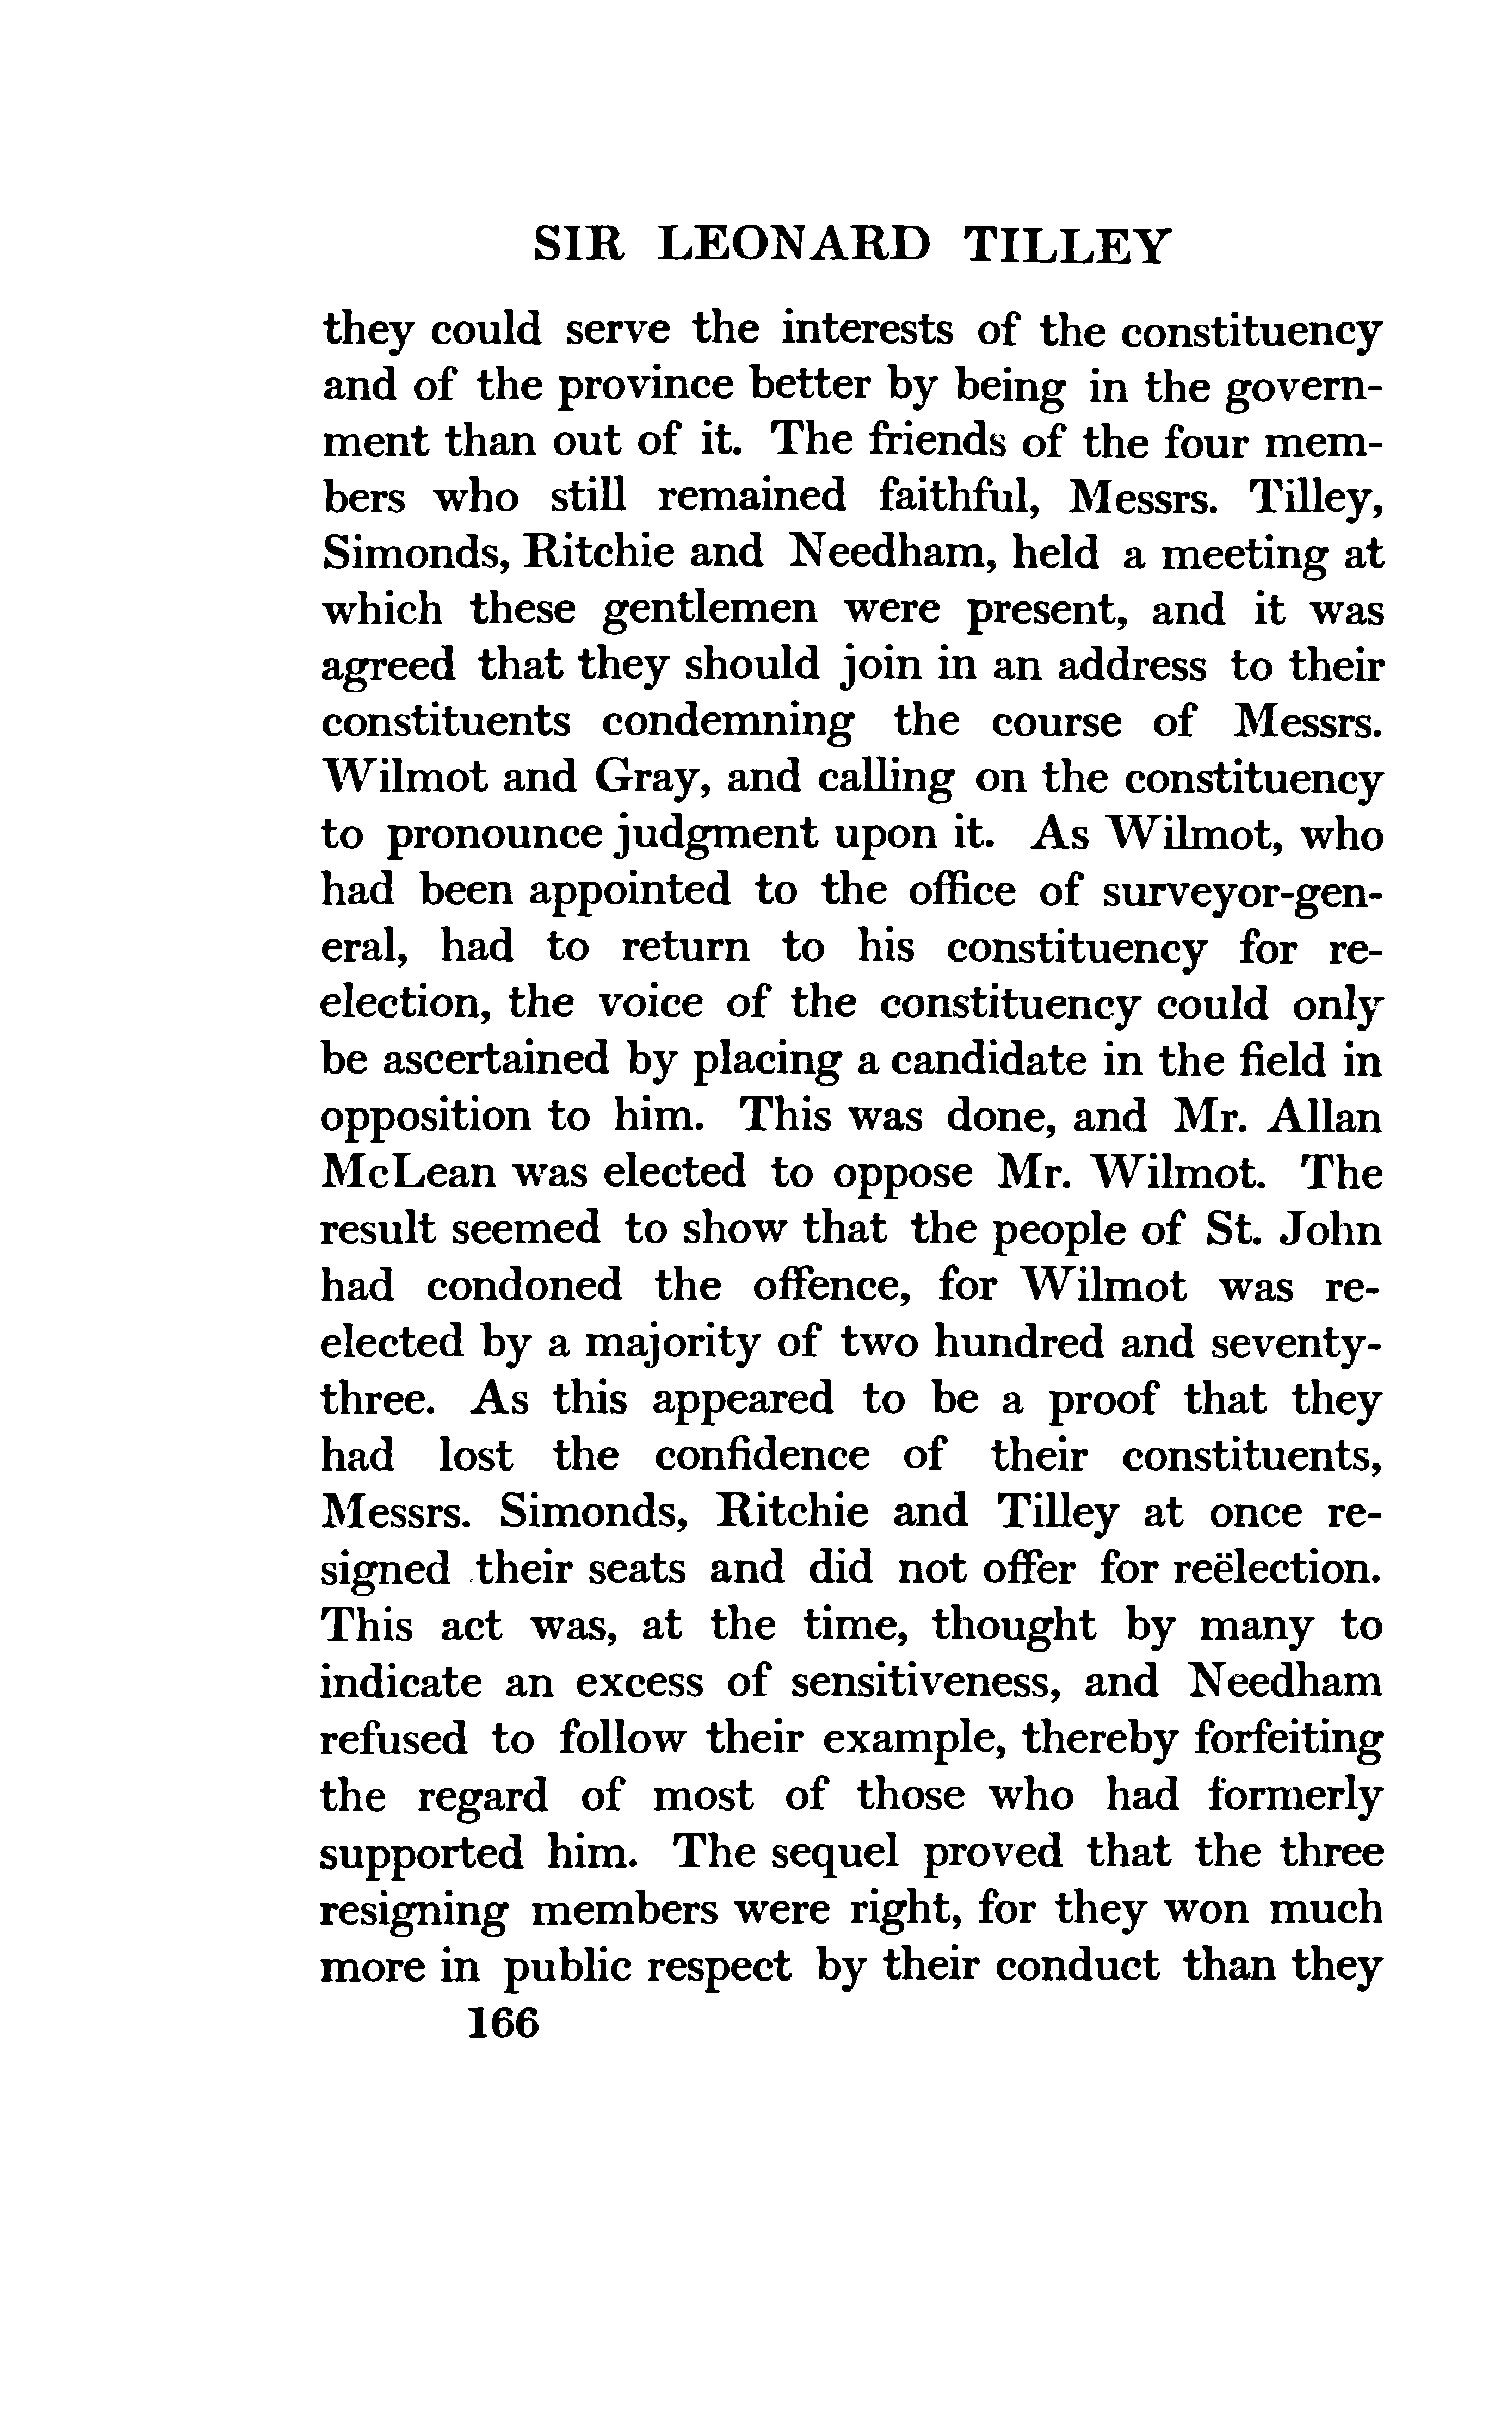 SIR LEONARD TILLEY
they could serve the interests of the constituency
and of the province better by being in the govern-
ment than out of it. The friends of the four mem-
bers who still remained faithful, Messrs. Tilley,
Simonds, Ritchie and Needham, held a meeting at
which these gentlemen were present, and it was
agreed that they should join in an address to their
constituents condemning the course of Messrs.
Wilmot and Gray, and calling on the constituency
to pronounce judgment upon it. As Wilmot, who
had been appointed to the office of surveyor-gen-
eral, had to return to his constituency for re-
election, the voice of the constituency could only
be ascertained by placing a candidate in the field in
opposition to him. This was done, and Mr. Allan
McLean was elected to oppose Mr. Wilmot. The
result seemed to show that the people of St. John
had condoned the offence, for Wilmot was re-
elected by a majority of two hundred and seventy-
three. As this appeared to be a proof that they
had lost the confidence of their constituents,
Messrs. Simonds, Ritchie and Tilley at once re-
signed their seats and did not offer for reëlection.
This act was, at the time, thought by many to
indicate an excess of sensitiveness, and Needham
refused to follow their example, thereby forfeiting
the regard of most of those who had formerly
supported him. The sequel proved that the three
resigning members were right, for they won much
more in public respect by their conduct than they
166